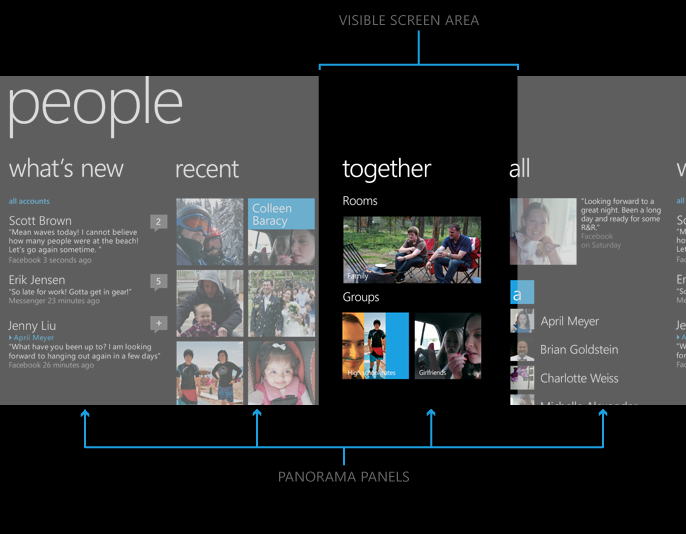 VISIBLE SCREEN AREA
people
what's new
all accounts
Scott Brown
2
"Mean waves today! I cannot believe
how many people were at the beach!
Let's go again sometime. "
Facebook 3 seconds ago
Erik Jensen
5
"So late for work! Gotta get in gear!"
Messenger 23 minutes ago
Jenny Liu
+
April Meyer
"What have you been up to? I am looking
forward to hanging out again in a few days"
Facebook 26 minutes ago
recent
Colleen
Baracy
together
Rooms
Family
Groups
Girlfriends
all
"Looking forward to a
great night. Been a long
day and ready for some
R&R."
Facebook
on Saturday
a
April Meyer
Brian Goldstein
Charlotte Weiss
PANORAMA PANELS